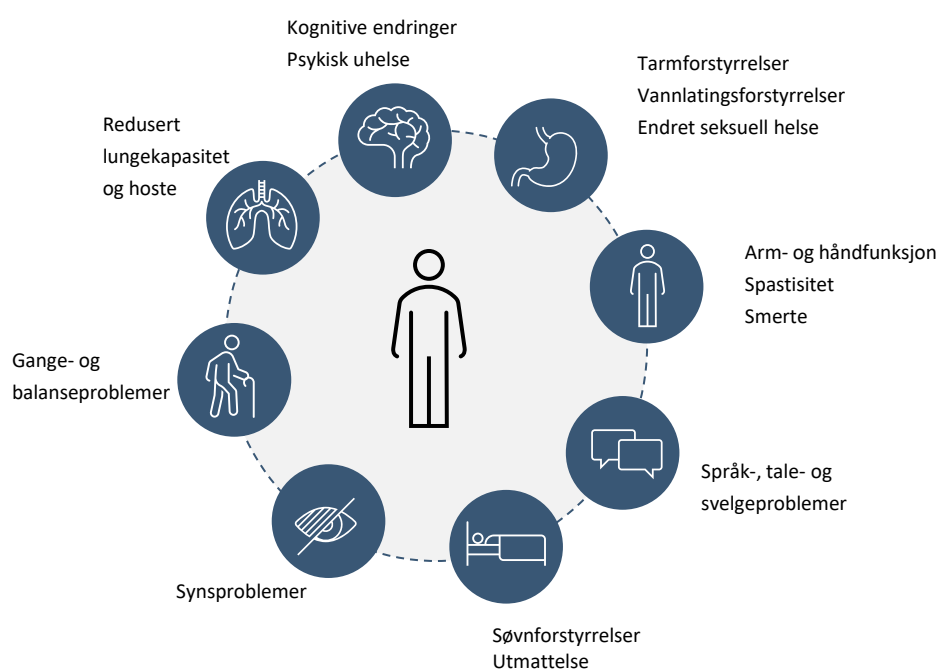 Kognitive endringer
Psykisk uhelse
Tarmforstyrrelser
Vannlatingsforstyrrelser
Endret seksuell helse
Redusert
lungekapasitet
og hoste
Arm- og håndfunksjon
Spastisitet
Smerte
Gange- og
balanseproblemer
Språk-, tale- og
svelgeproblemer
Synsproblemer
Søvnforstyrrelser
Utmattelse